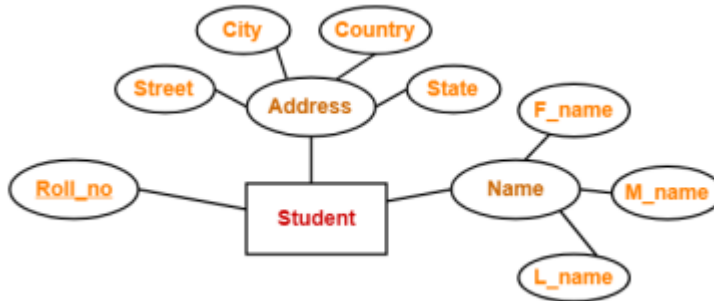 City
Country
Street
Address
State
F_name
Roll_no
Student
Name
M_name
L_name